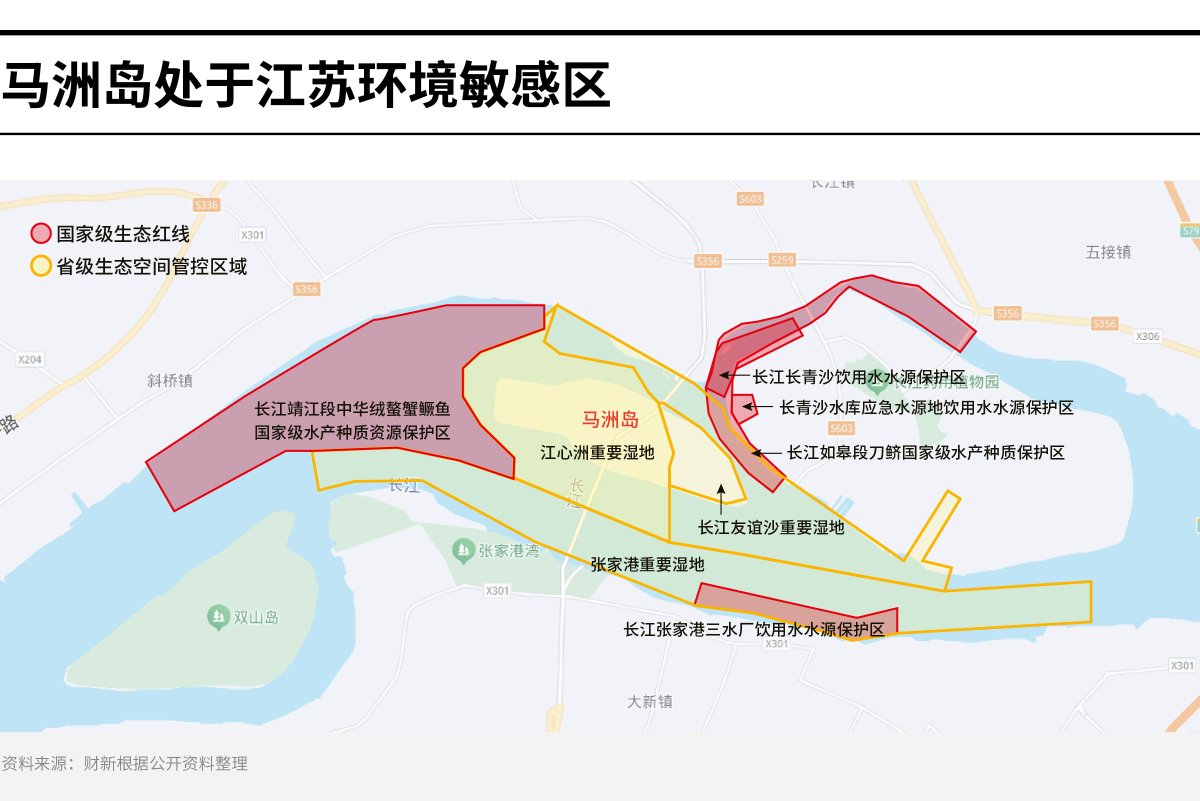 马洲岛处于江苏环境敏感区
长江镇
S603
S336
国家级生态红线
X301
省级生态空间管控区域
S79
五接镇
S356
S259
S356
S356
S356
X306
X204
斜桥镇
路
长江长青沙饮用水水源保护区
植物园
长青沙水库应急水源地饮用水水源保护区
S603
长江靖江段中华绒螯蟹鳜鱼
国家级水产种质资源保护区
马洲岛
江心洲重要湿地
长江如皋段刀鲚国家级水产种质保护区
长江
长江
长江友谊沙重要湿地
张家港湾
张家港重要湿地
X301
双山岛
长江张家港三水厂饮用水水源保护区
X301
X301
大新镇
资料来源：财新根据公开资料整理